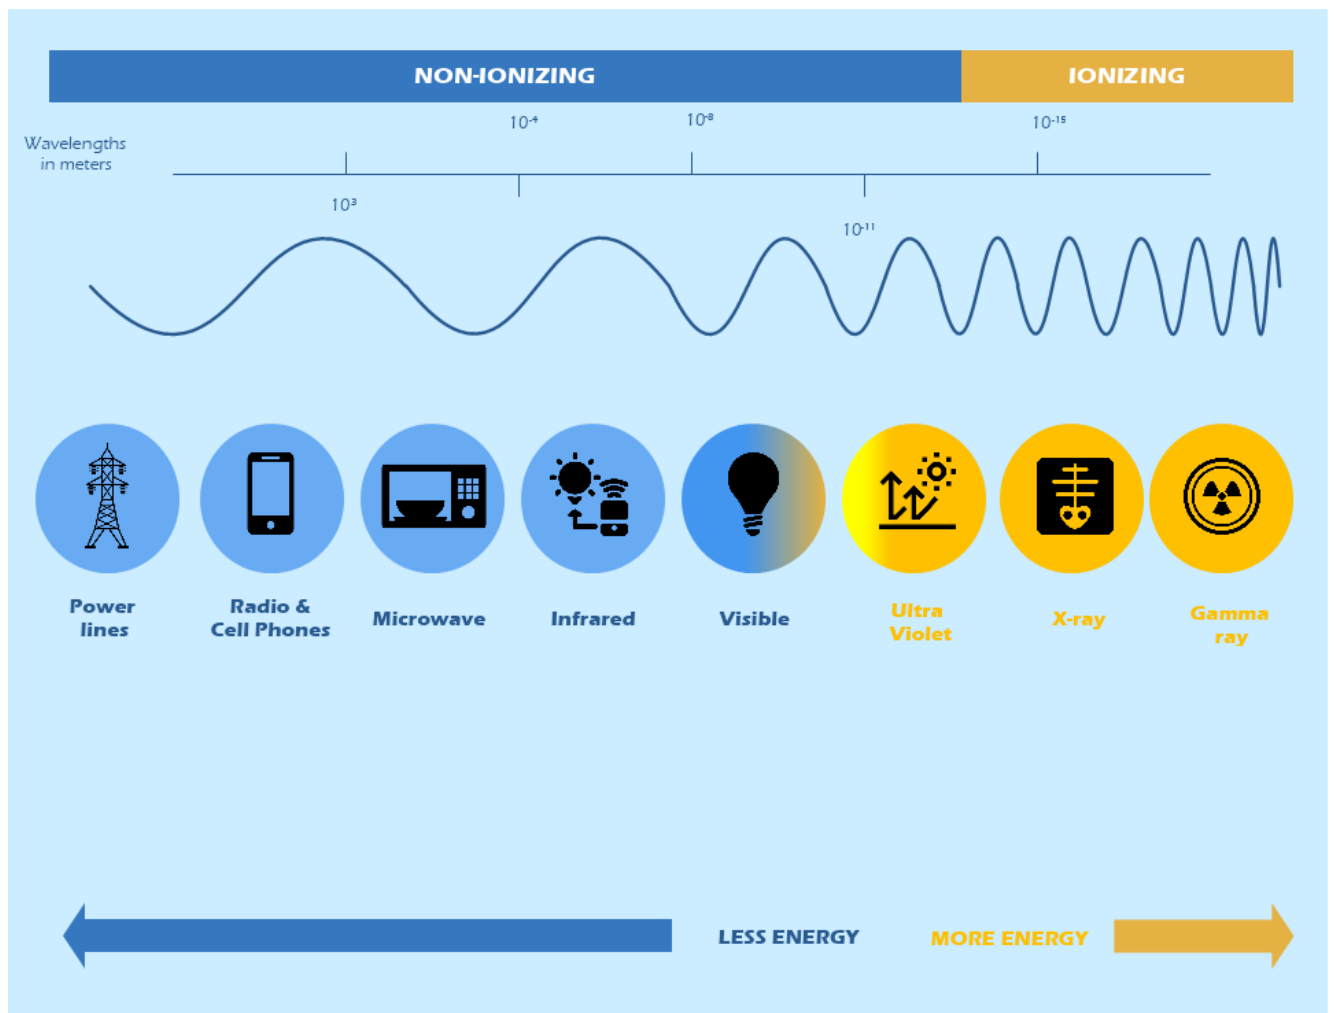 NON-IONIZING
IONIZING
Wavelengths
in meters
10⁻⁴
10⁻⁸
10⁻¹⁵
10³
10⁻¹¹
Power
lines
Radio &
Cell Phones
Microwave
Infrared
Visible
Ultra
Violet
X-ray
Gamma
ray
LESS ENERGY
MORE ENERGY